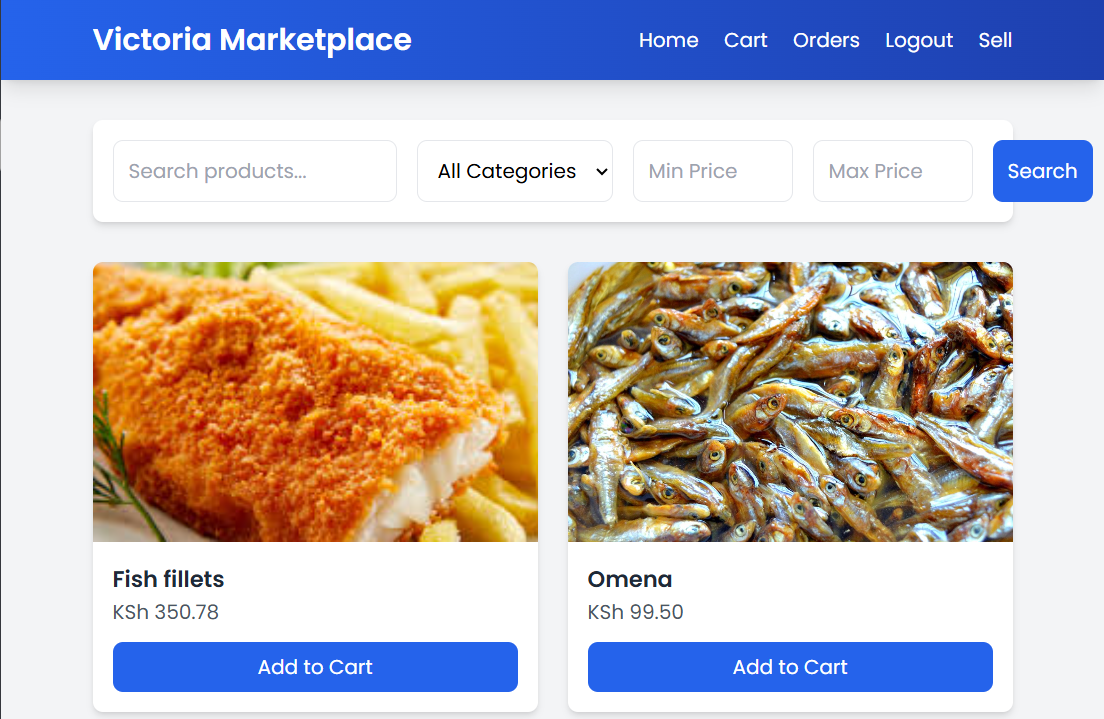 Victoria Marketplace
Home Cart Orders Logout Sell
Search products...
All Categories
Min Price
Max Price
Search
Fish fillets
KSh 350.78
Add to Cart
Omena
KSh 99.50
Add to Cart